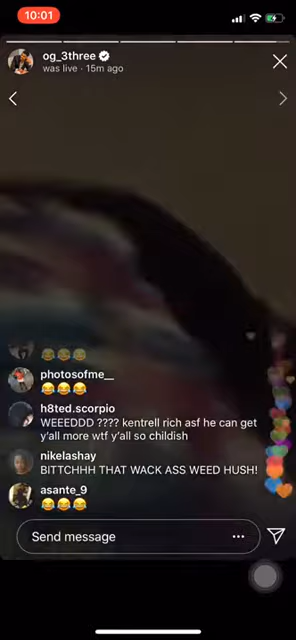 10:01
og_3three
was live · 15m ago
😂😂😂
photosofme__
😂😂😂
h8ted.scorpio
WEEEDDD ???? kentrell rich asf he can get
y'all more wtf y'all so childish
nikelashay
BITTCHHH THAT WACK ASS WEED HUSH!
asante_9
😂😂😂
Send message